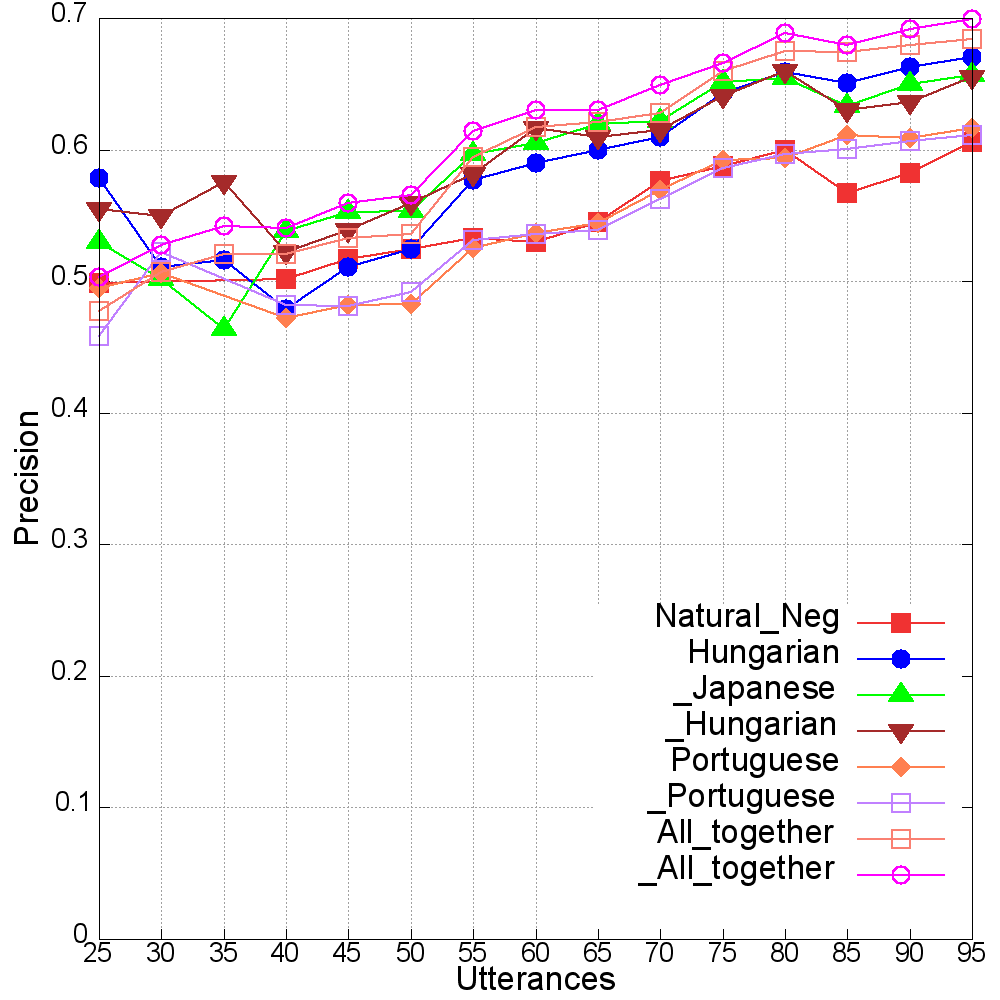 0.7
0.6
0.5
0.4
0.3
0.2
0.1
0
Precision
Natural_Neg
Hungarian
_Japanese
_Hungarian
Portuguese
_Portuguese
All_together
_All_together
25 30 35 40 45 50 55 60 65 70 75 80 85 90 95
Utterances